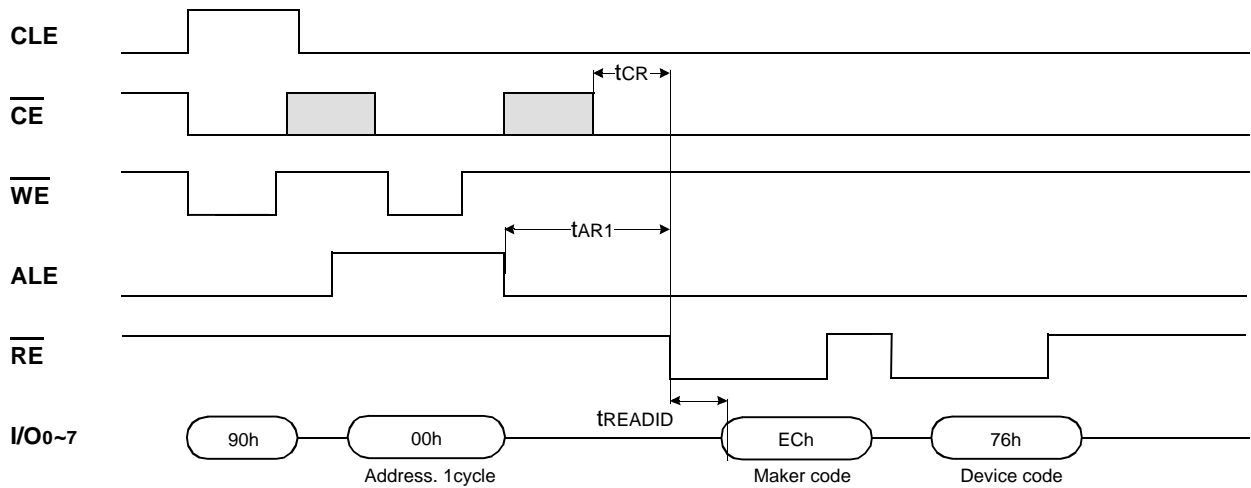 CLE
tCR
CE
WE
tAR1
ALE
RE
tREADID
I/O0~7
90h
00h
ECh
76h
Address. 1cycle
Maker code
Device code